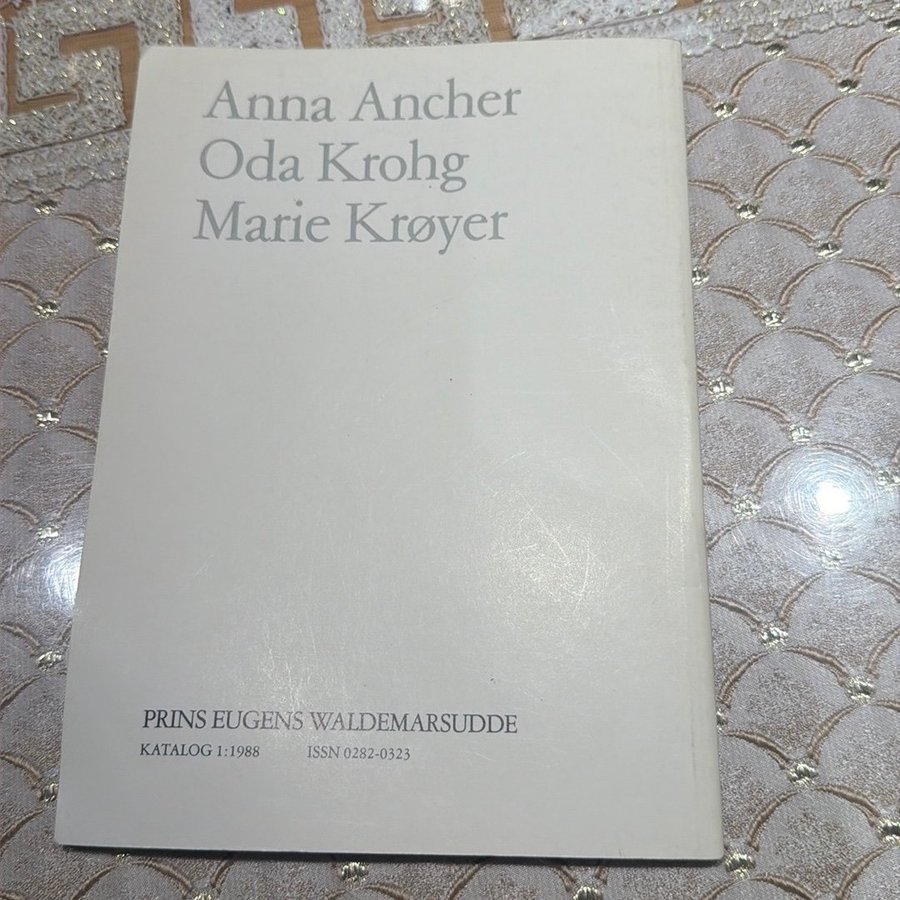 Anna Ancher
Oda Krohg
Marie Krøyer
PRINS EUGENS WALDEMARSUDDE
KATALOG 1:1988 ISSN 0282-0323